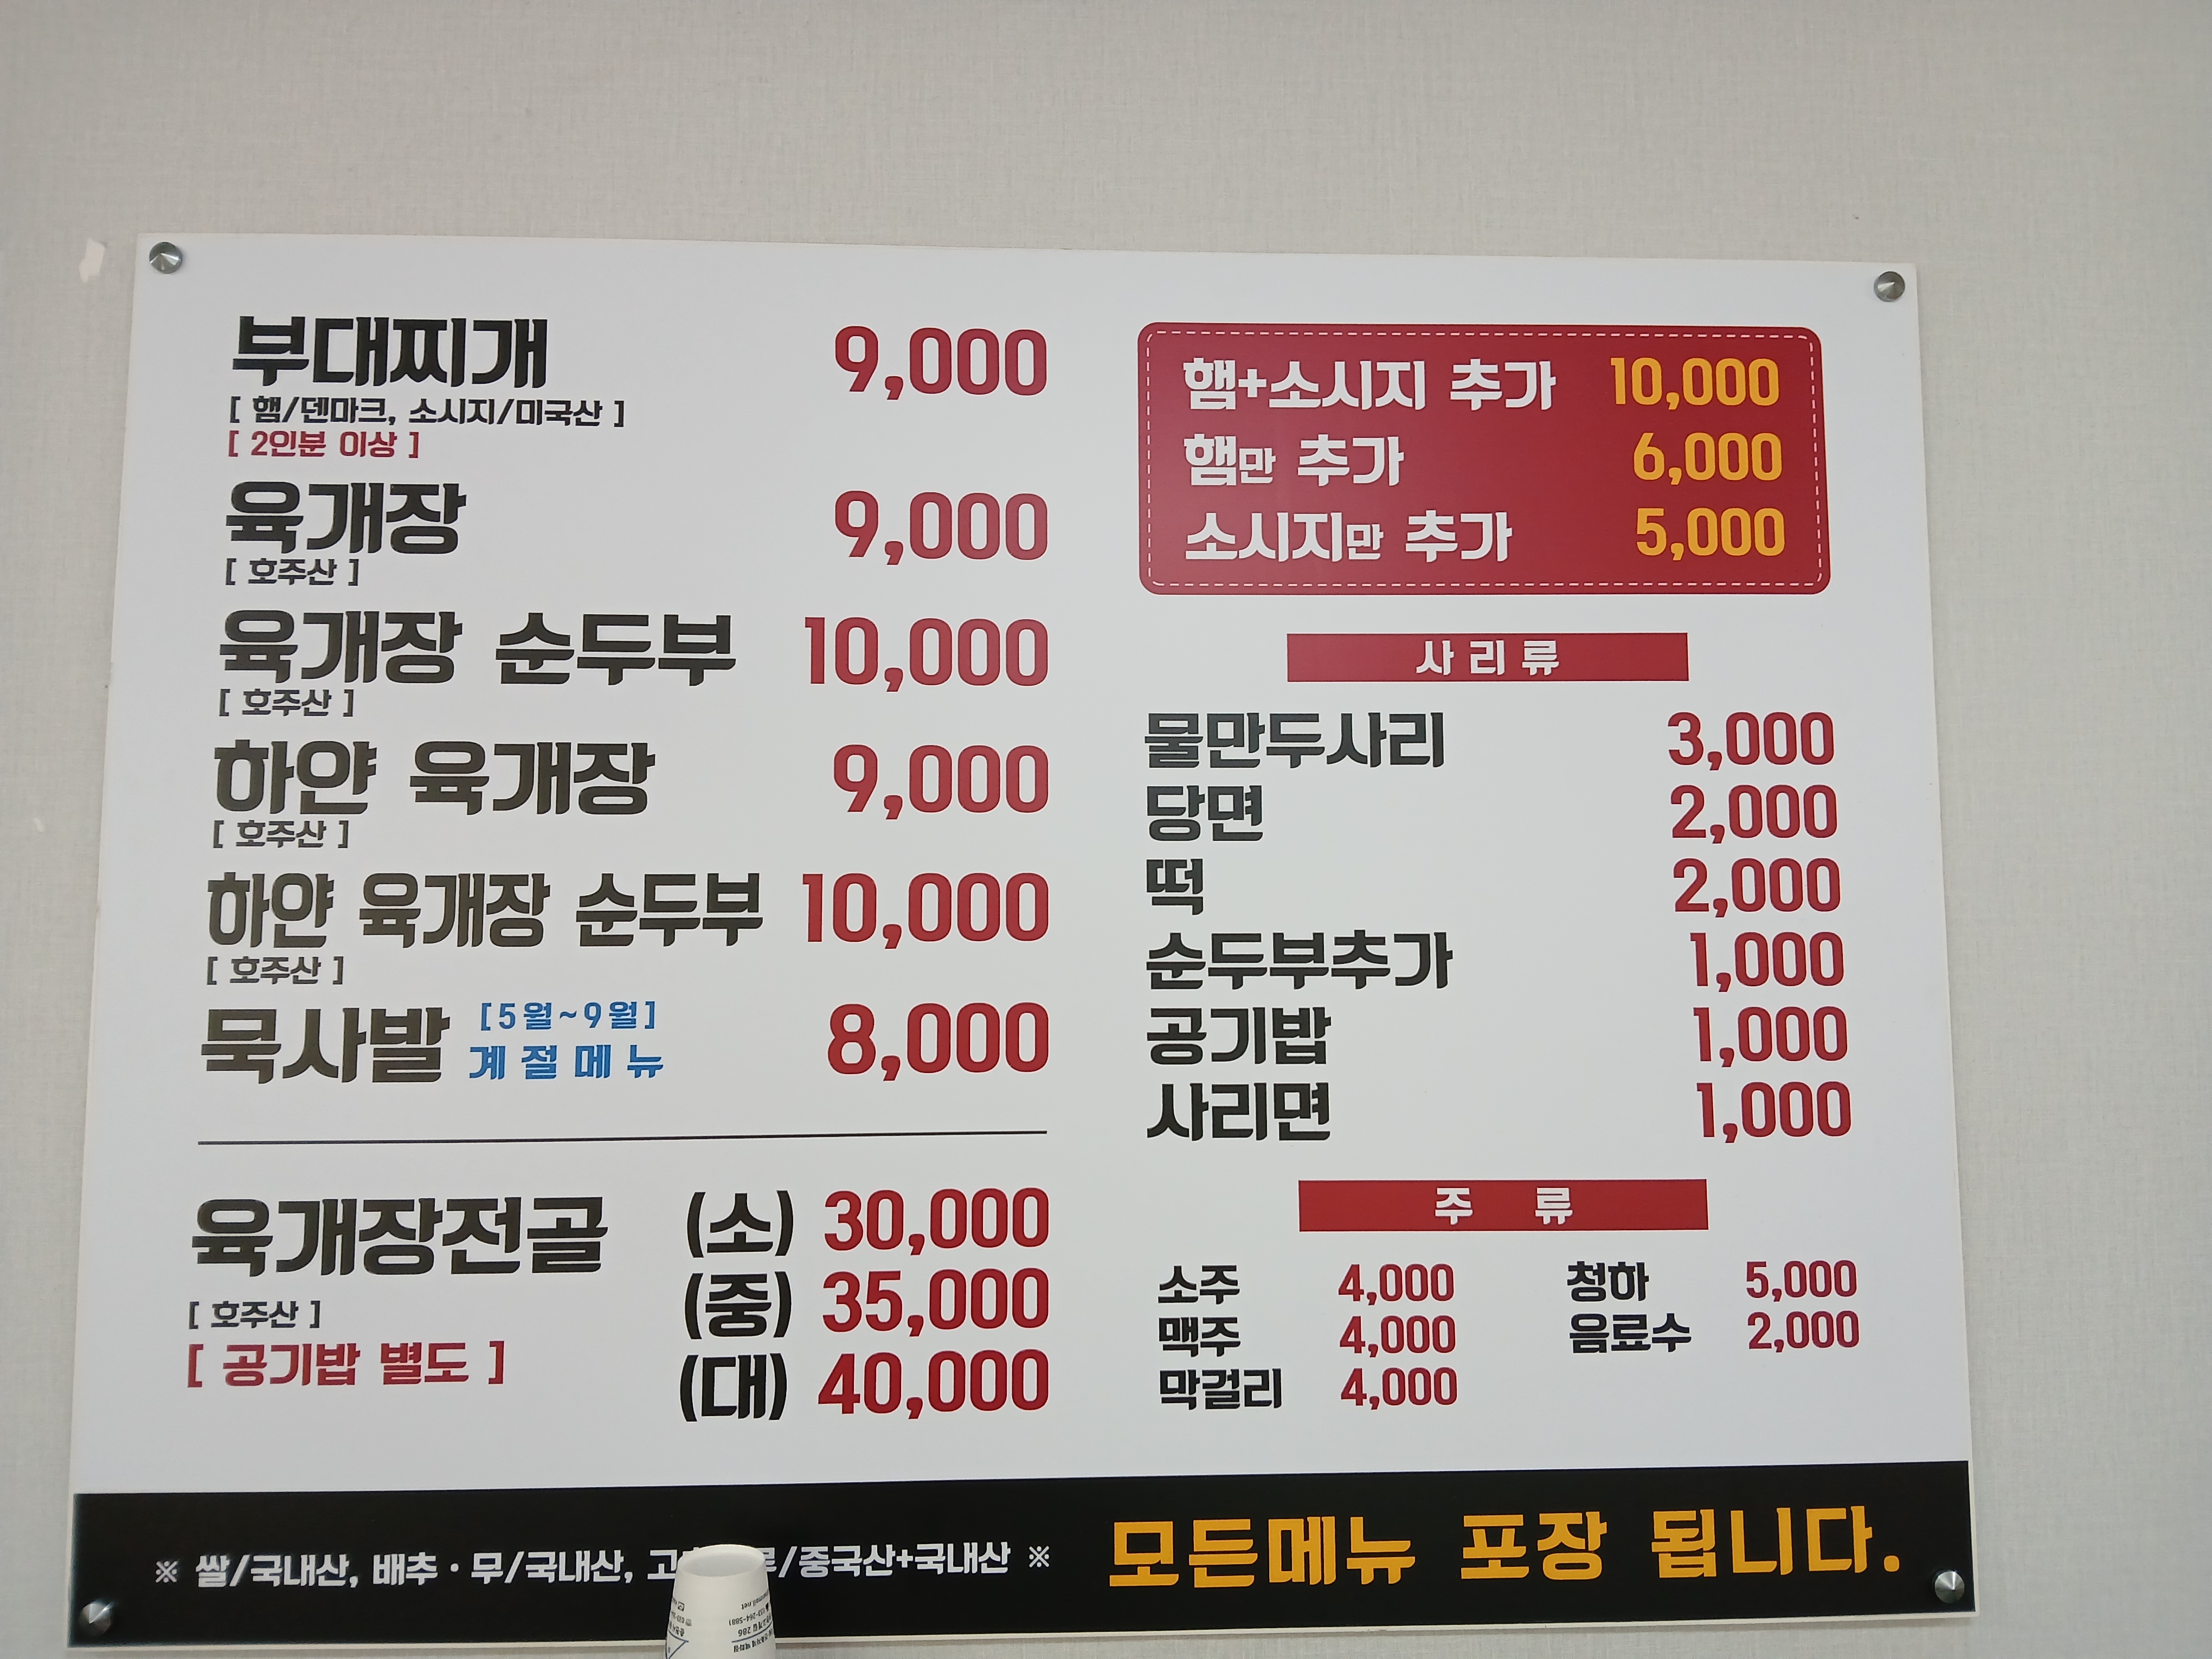 부대찌개 9,000
[ 햄/덴마크, 소시지/미국산 ]
[ 2인분 이상 ]
육개장 9,000
[ 호주산 ]
육개장 순두부 10,000
[ 호주산 ]
하얀 육개장 9,000
[ 호주산 ]
하얀 육개장 순두부 10,000
[ 호주산 ]
묵사발 [5월~9월] 계절메뉴 8,000
육개장전골 (소) 30,000
(중) 35,000
(대) 40,000
[ 호주산 ]
[ 공기밥 별도 ]
햄+소시지 추가 10,000
햄만 추가 6,000
소시지만 추가 5,000
사리류
물만두사리 3,000
당면 2,000
떡 2,000
순두부추가 1,000
공기밥 1,000
사리면 1,000
주 류
소주 4,000 청하 5,000
맥주 4,000 음료수 2,000
막걸리 4,000
※ 쌀/국내산, 배추 · 무/국내산, /중국산+국내산 ※
모든메뉴 포장 됩니다.